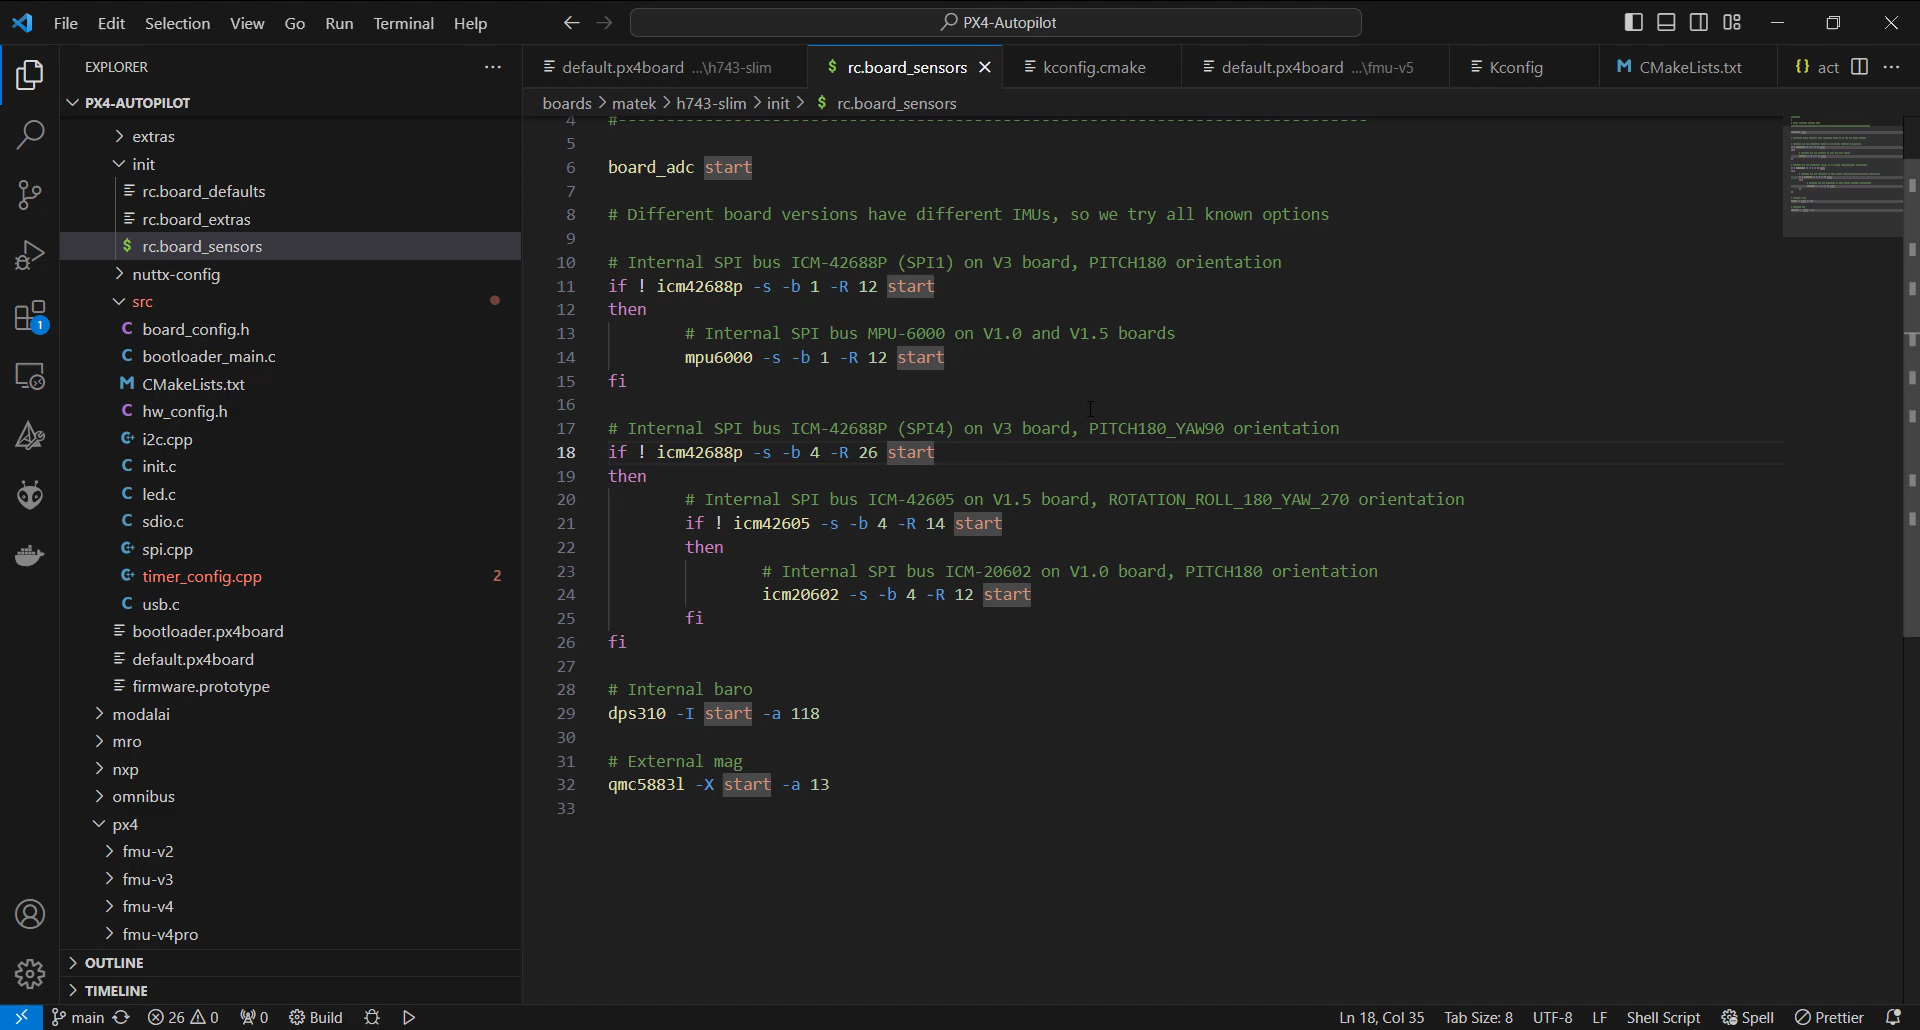 File Edit Selection View Go Run Terminal Help
PX4-Autopilot
EXPLORER
default.px4board ...\h743-slim
rc.board_sensors
kconfig.cmake
default.px4board ...\fmu-v5
Kconfig
CMakeLists.txt
{} act
PX4-AUTOPILOT
boards > matek > h743-slim > init > $ rc.board_sensors
extras
init
rc.board_defaults
rc.board_extras
$ rc.board_sensors
nuttx-config
src
C board_config.h
C bootloader_main.c
M CMakeLists.txt
C hw_config.h
i2c.cpp
C init.c
C led.c
C sdio.c
spi.cpp
timer_config.cpp 2
C usb.c
bootloader.px4board
default.px4board
firmware.prototype
modalai
mro
nxp
omnibus
px4
fmu-v2
fmu-v3
fmu-v4
fmu-v4pro
OUTLINE
TIMELINE
1
4 #------------------------------------------------------------------------------
5
6 board_adc start
7
8 # Different board versions have different IMUs, so we try all known options
9
10 # Internal SPI bus ICM-42688P (SPI1) on V3 board, PITCH180 orientation
11 if ! icm42688p -s -b 1 -R 12 start
12 then
13 # Internal SPI bus MPU-6000 on V1.0 and V1.5 boards
14 mpu6000 -s -b 1 -R 12 start
15 fi
16
17 # Internal SPI bus ICM-42688P (SPI4) on V3 board, PITCH180_YAW90 orientation
18 if ! icm42688p -s -b 4 -R 26 start
19 then
20 # Internal SPI bus ICM-42605 on V1.5 board, ROTATION_ROLL_180_YAW_270 orientation
21 if ! icm42605 -s -b 4 -R 14 start
22 then
23 # Internal SPI bus ICM-20602 on V1.0 board, PITCH180 orientation
24 icm20602 -s -b 4 -R 12 start
25 fi
26 fi
27
28 # Internal baro
29 dps310 -I start -a 118
30
31 # External mag
32 qmc5883l -X start -a 13
33
main 26 0 0 Build Ln 18, Col 35 Tab Size: 8 UTF-8 LF Shell Script Spell Prettier